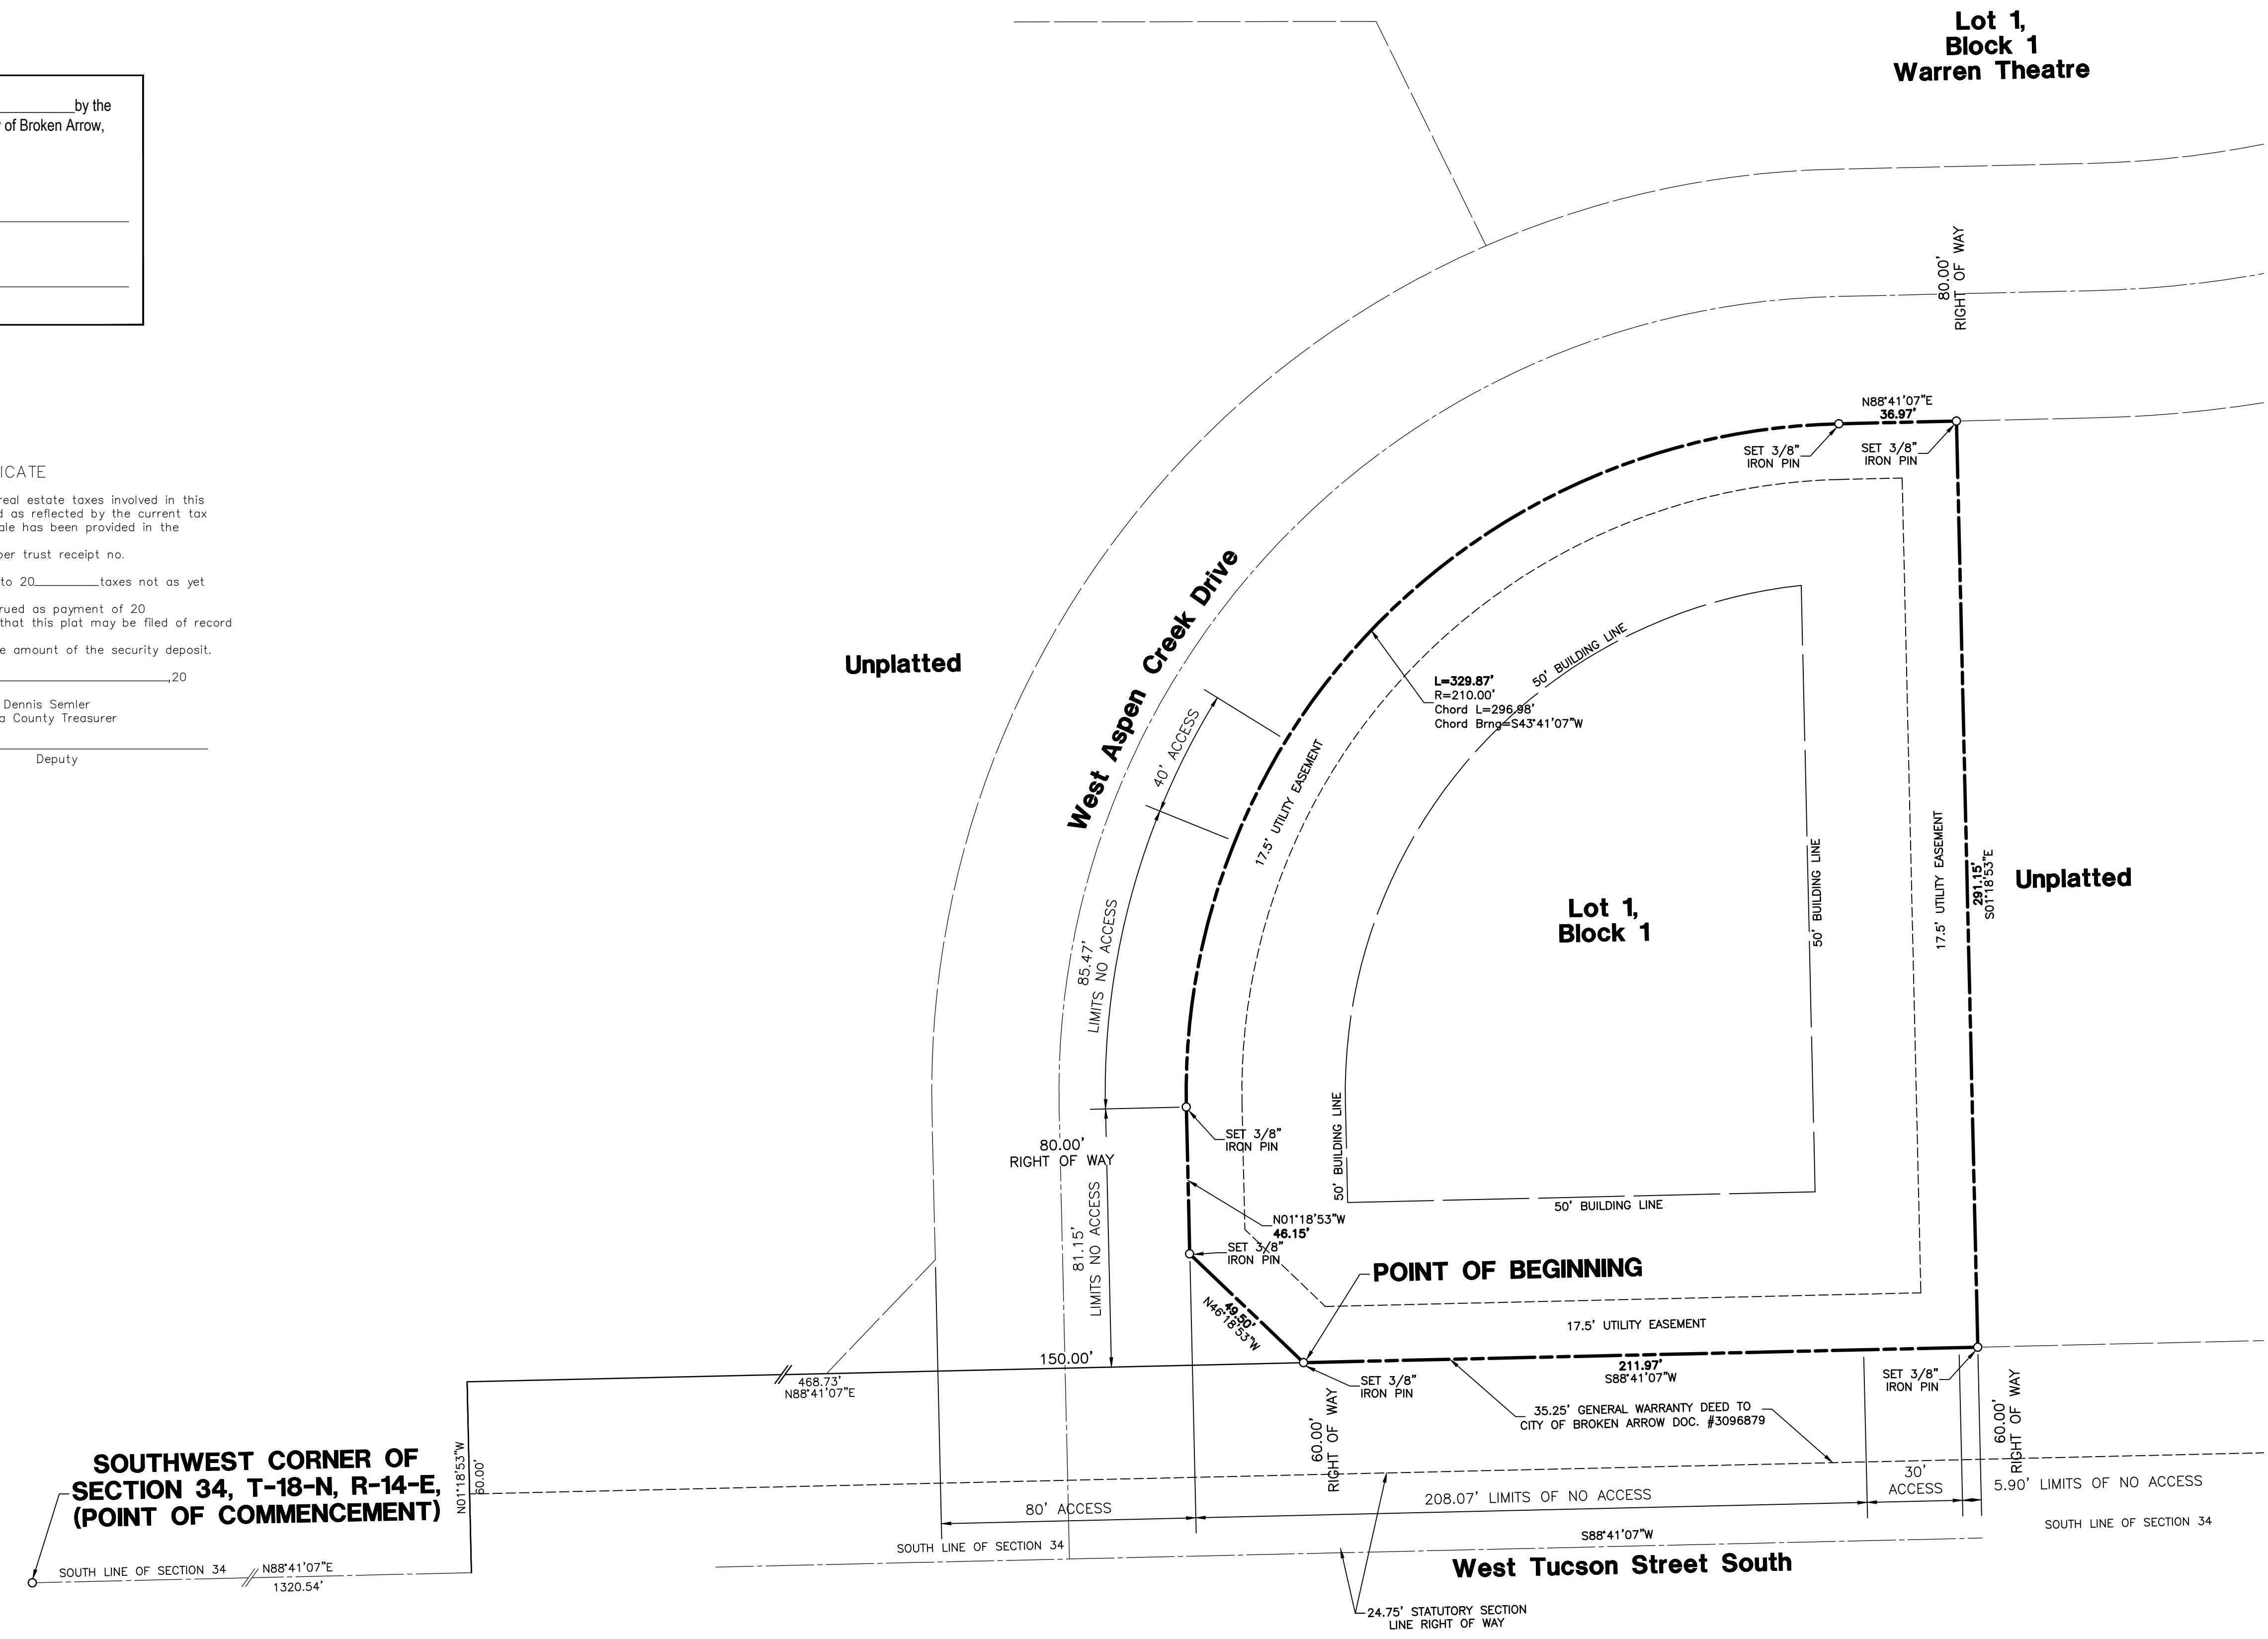 by the
of Broken Arrow,
ICATE
real estate taxes involved in this
d as reflected by the current tax
ale has been provided in the
per trust receipt no.
to 20 taxes not as yet
rued as payment of 20
that this plat may be filed of record
e amount of the security deposit.
,20
Dennis Semler
a County Treasurer
Deputy
Lot 1,
Block 1
Warren Theatre
80.00'
RIGHT OF WAY
N88°41'07"E
36.97'
SET 3/8"
IRON PIN
SET 3/8"
IRON PIN
West Aspen Creek Drive
Unplatted
50' BUILDING LINE
L=329.87'
R=210.00'
Chord L=296.98'
Chord Brng=S43°41'07"W
40' ACCESS
17.5' UTILITY EASEMENT
50' BUILDING LINE
17.5' UTILITY EASEMENT
291.15'
S01°18'53"E
Unplatted
Lot 1,
Block 1
85.47'
LIMITS NO ACCESS
80.00'
RIGHT OF WAY
SET 3/8"
IRON PIN
50' BUILDING LINE
50' BUILDING LINE
81.15'
LIMITS NO ACCESS
N01°18'53"W
46.15'
SET 3/8"
IRON PIN
POINT OF BEGINNING
49.50'
N46°18'53"W
17.5' UTILITY EASEMENT
150.00'
468.73'
N88°41'07"E
SET 3/8"
IRON PIN
211.97'
S88°41'07"W
SET 3/8"
IRON PIN
35.25' GENERAL WARRANTY DEED TO
CITY OF BROKEN ARROW DOC. #3096879
60.00'
RIGHT OF WAY
60.00'
RIGHT OF WAY
SOUTHWEST CORNER OF
SECTION 34, T-18-N, R-14-E,
(POINT OF COMMENCEMENT)
N01°18'53"W
60.00'
80' ACCESS
208.07' LIMITS OF NO ACCESS
30'
ACCESS
5.90' LIMITS OF NO ACCESS
SOUTH LINE OF SECTION 34
S88°41'07"W
SOUTH LINE OF SECTION 34
SOUTH LINE OF SECTION 34
N88°41'07"E
1320.54'
West Tucson Street South
24.75' STATUTORY SECTION
LINE RIGHT OF WAY